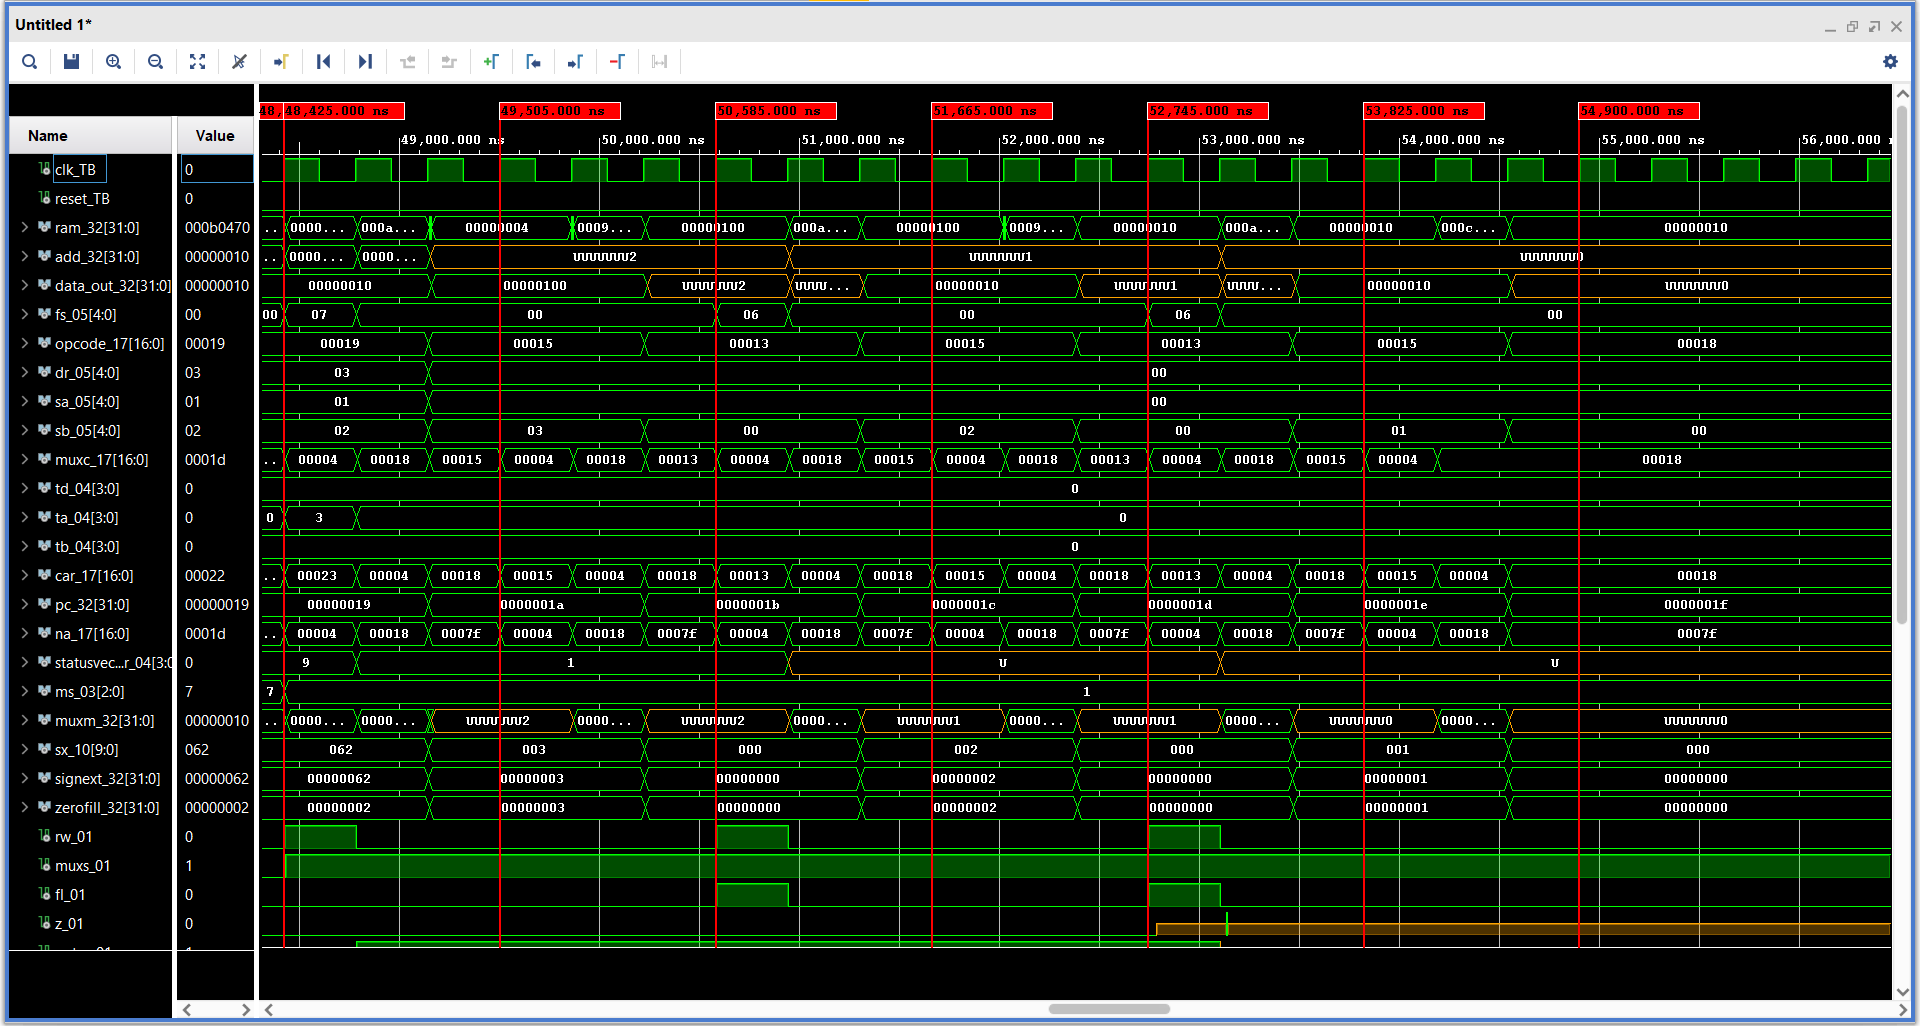 Untitled 1*
48, 48,425.000 ns 49,505.000 ns 50,585.000 ns 51,665.000 ns 52,745.000 ns 53,825.000 ns 54,900.000 ns
Name Value 49,000.000 ns 50,000.000 ns 51,000.000 ns 52,000.000 ns 53,000.000 ns 54,000.000 ns 55,000.000 ns 56,000.000 n
clk_TB 0
reset_TB 0
ram_32[31:0] 000b0470 .. 0000... 000a... 00000004 0009... 00000100 000a... 00000100 0009... 00000010 000a... 00000010 000c... 00000010
add_32[31:0] 00000010 .. 0000... 0000... UUUUUUU2 UUUUUUU1 UUUUUUU0
data_out_32[31:0] 00000010 00000010 00000100 UUUUUUU2 UUUU... 00000010 UUUUUUU1 UUUU... 00000010 UUUUUUU0
fs_05[4:0] 00 00 07 00 06 00 06 00
opcode_17[16:0] 00019 00019 00015 00013 00015 00013 00015 00018
dr_05[4:0] 03 03 00
sa_05[4:0] 01 01 00
sb_05[4:0] 02 02 03 00 02 00 01 00
muxc_17[16:0] 0001d .. 00004 00018 00015 00004 00018 00013 00004 00018 00015 00004 00018 00013 00004 00018 00015 00004 00018
td_04[3:0] 0 0
ta_04[3:0] 0 0 3 0
tb_04[3:0] 0 0
car_17[16:0] 00022 .. 00023 00004 00018 00015 00004 00018 00013 00004 00018 00015 00004 00018 00013 00004 00018 00015 00004 00018
pc_32[31:0] 00000019 00000019 0000001a 0000001b 0000001c 0000001d 0000001e 0000001f
na_17[16:0] 0001d .. 00004 00018 0007f 00004 00018 0007f 00004 00018 0007f 00004 00018 0007f 00004 00018 0007f 00004 00018 0007f
statusvec...r_04[3:0 0 9 1 U U
ms_03[2:0] 7 7 1
muxm_32[31:0] 00000010 .. 0000... 0000... UUUUUUU2 0000... UUUUUUU2 0000... UUUUUUU1 0000... UUUUUUU1 0000... UUUUUUU0 0000... UUUUUUU0
sx_10[9:0] 062 062 003 000 002 000 001 000
signext_32[31:0] 00000062 00000062 00000003 00000000 00000002 00000000 00000001 00000000
zerofill_32[31:0] 00000002 00000002 00000003 00000000 00000002 00000000 00000001 00000000
rw_01 0
muxs_01 1
fl_01 0
z_01 0